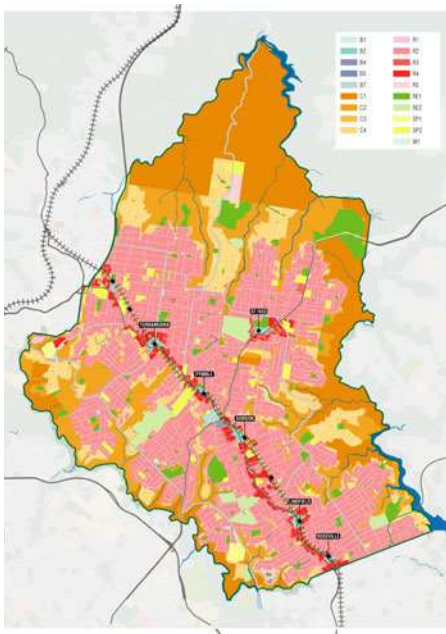 B1
B2
B4
B5
B7
C1
C2
C3
C4
R1
R2
R3
R4
R5
RE1
RE2
SP1
SP2
W1
ST IVES
TURRAMURRA
PYMBLE
GORDON
LINDFIELD
ROSEVILLE